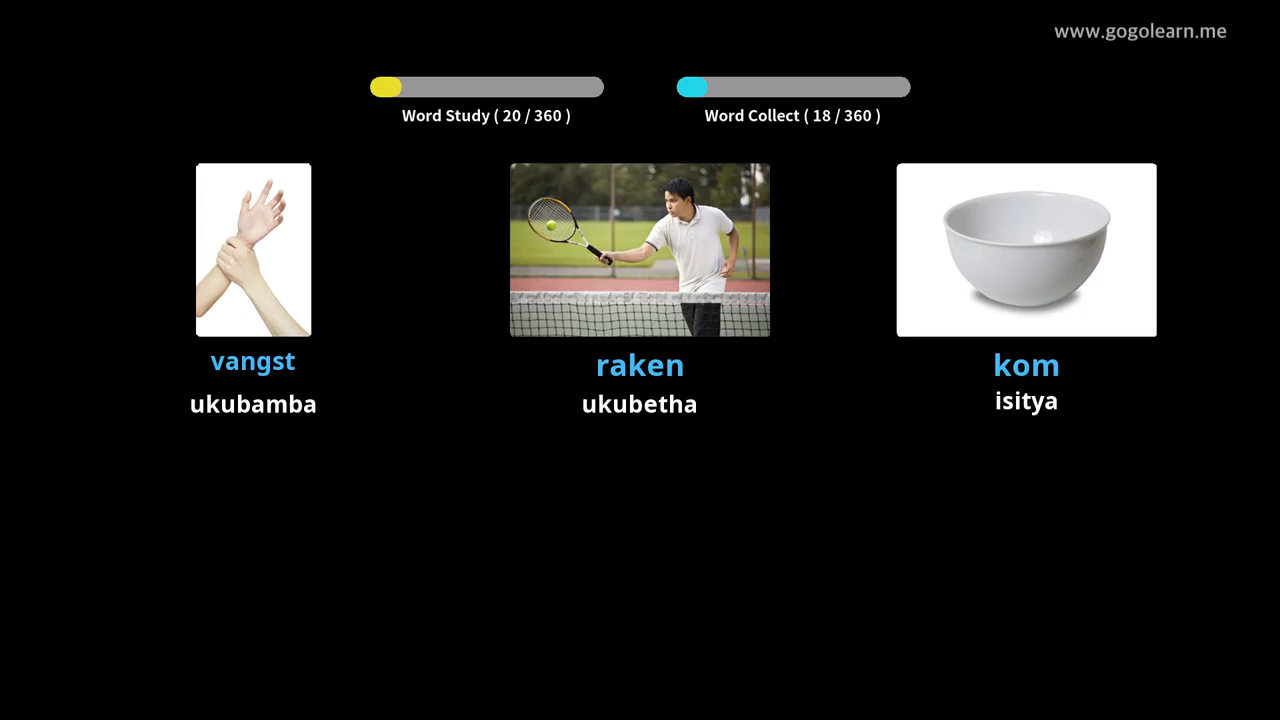 www.gogolearn.me
Word Study ( 20 / 360 )
Word Collect ( 18 / 360 )
vangst
raken
kom
ukubamba
ukubetha
isitya